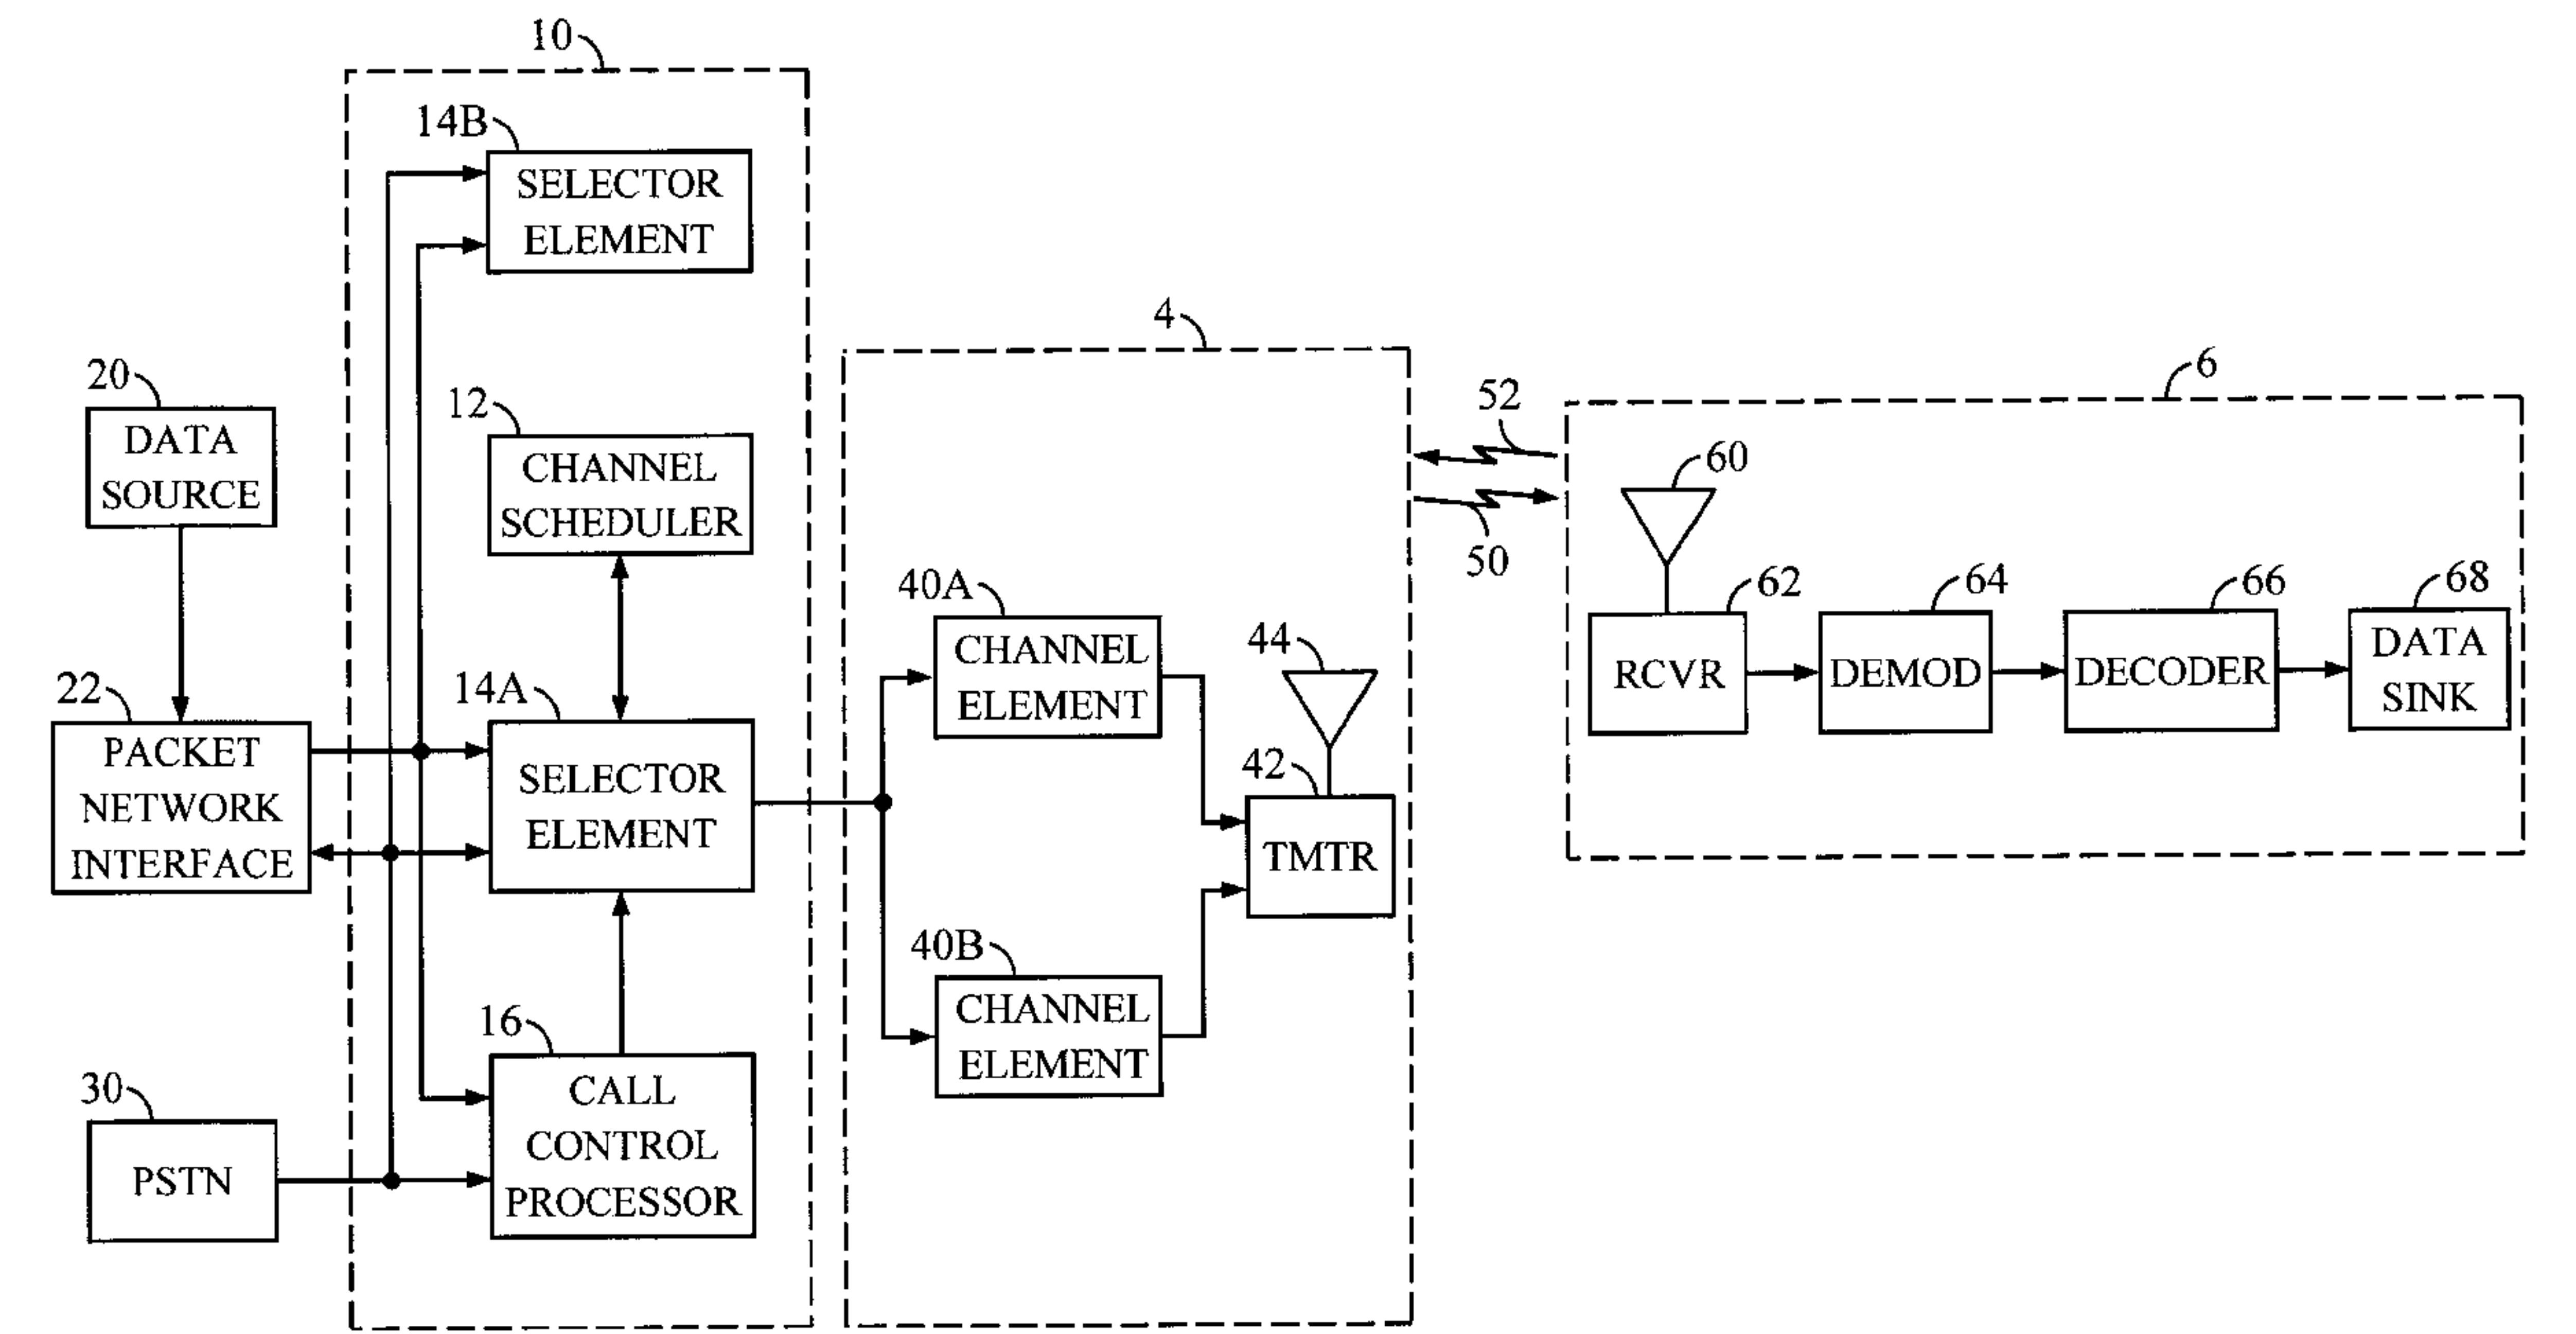 10
14B
SELECTOR
ELEMENT
20
DATA
SOURCE
12
CHANNEL
SCHEDULER
22
PACKET
NETWORK
INTERFACE
14A
SELECTOR
ELEMENT
16
CALL
CONTROL
PROCESSOR
30
PSTN
4
40A
CHANNEL
ELEMENT
44
42
TMTR
40B
CHANNEL
ELEMENT
52
50
6
60
62
RCVR
64
DEMOD
66
DECODER
68
DATA
SINK